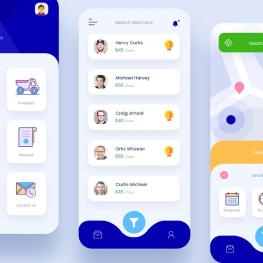 Search Mechanic
Henry Curtis
$45 /hour
Michael Harvey
$55 /hour
Craig Arnold
$40 /hour
Ortiz Wheeler
$60 /hour
Curtis Michael
$45 /hour
Inventory
Request
Contact us
Schedule